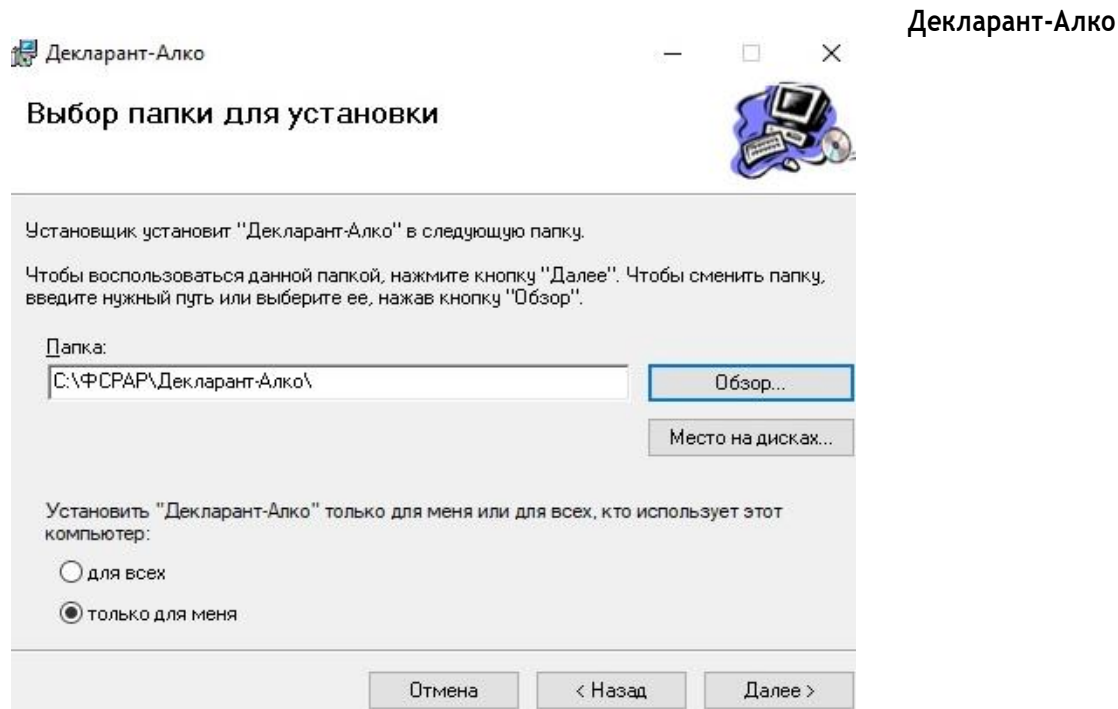 Декларант-Алко
Декларант-Алко
Выбор папки для установки
Установщик установит "Декларант-Алко" в следующую папку.
Чтобы воспользоваться данной папкой, нажмите кнопку "Далее". Чтобы сменить папку,
введите нужный путь или выберите ее, нажав кнопку "Обзор".
Папка:
C:\ФСРАР\Декларант-Алко\
Обзор...
Место на дисках...
Установить "Декларант-Алко" только для меня или для всех, кто использует этот
компьютер:
для всех
только для меня
Отмена
< Назад
Далее >